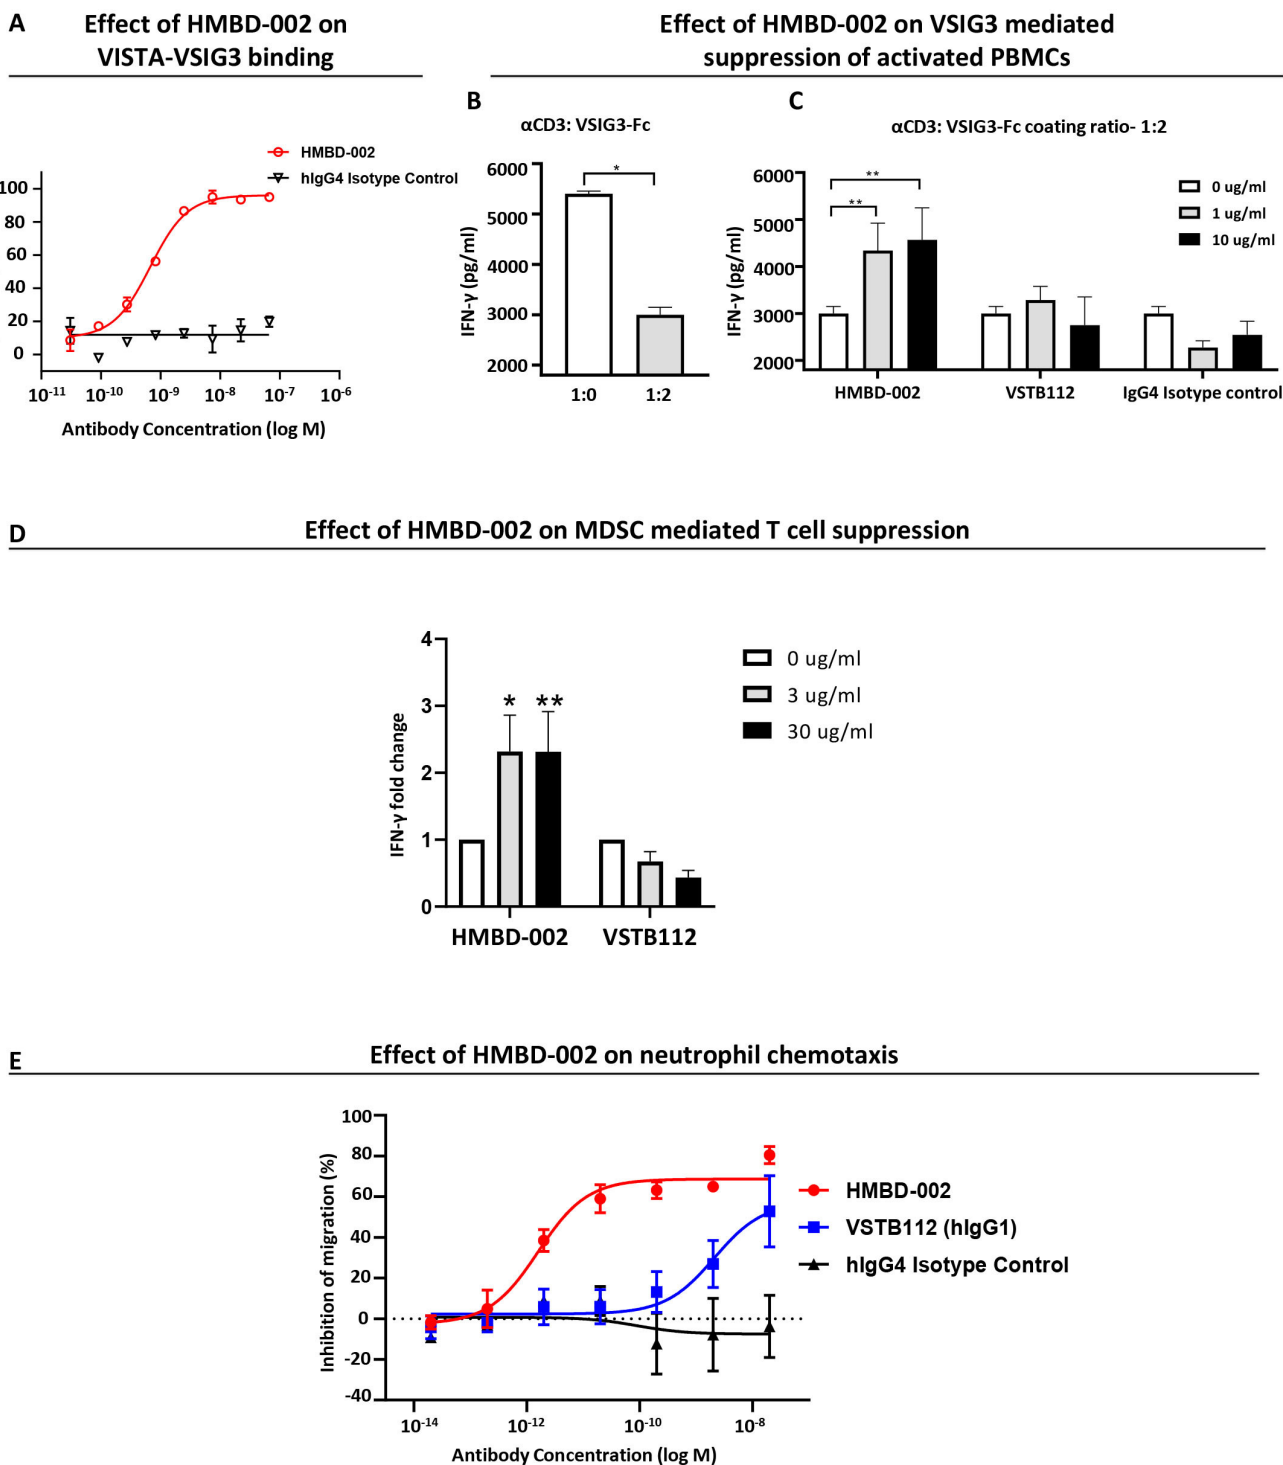 A
Effect of HMBD-002 on
VISTA-VSIG3 binding
Effect of HMBD-002 on VSIG3 mediated
suppression of activated PBMCs
HMBD-002
hIgG4 Isotype Control
100
80
60
40
20
0
10-11
10-10
10-9
10-8
10-7
10-6
Antibody Concentration (log M)
B
αCD3: VSIG3-Fc
*
6000
5000
4000
3000
2000
IFN-γ (pg/ml)
1:0
1:2
C
αCD3: VSIG3-Fc coating ratio- 1:2
**
**
0 ug/ml
1 ug/ml
10 ug/ml
6000
5000
4000
3000
2000
IFN-γ (pg/ml)
HMBD-002
VSTB112
IgG4 Isotype control
D
Effect of HMBD-002 on MDSC mediated T cell suppression
4
3
2
1
0
IFN-γ fold change
*
**
0 ug/ml
3 ug/ml
30 ug/ml
HMBD-002
VSTB112
E
Effect of HMBD-002 on neutrophil chemotaxis
100
80
60
40
20
0
-20
-40
Inhibition of migration (%)
HMBD-002
VSTB112 (hIgG1)
hIgG4 Isotype Control
10-14
10-12
10-10
10-8
Antibody Concentration (log M)